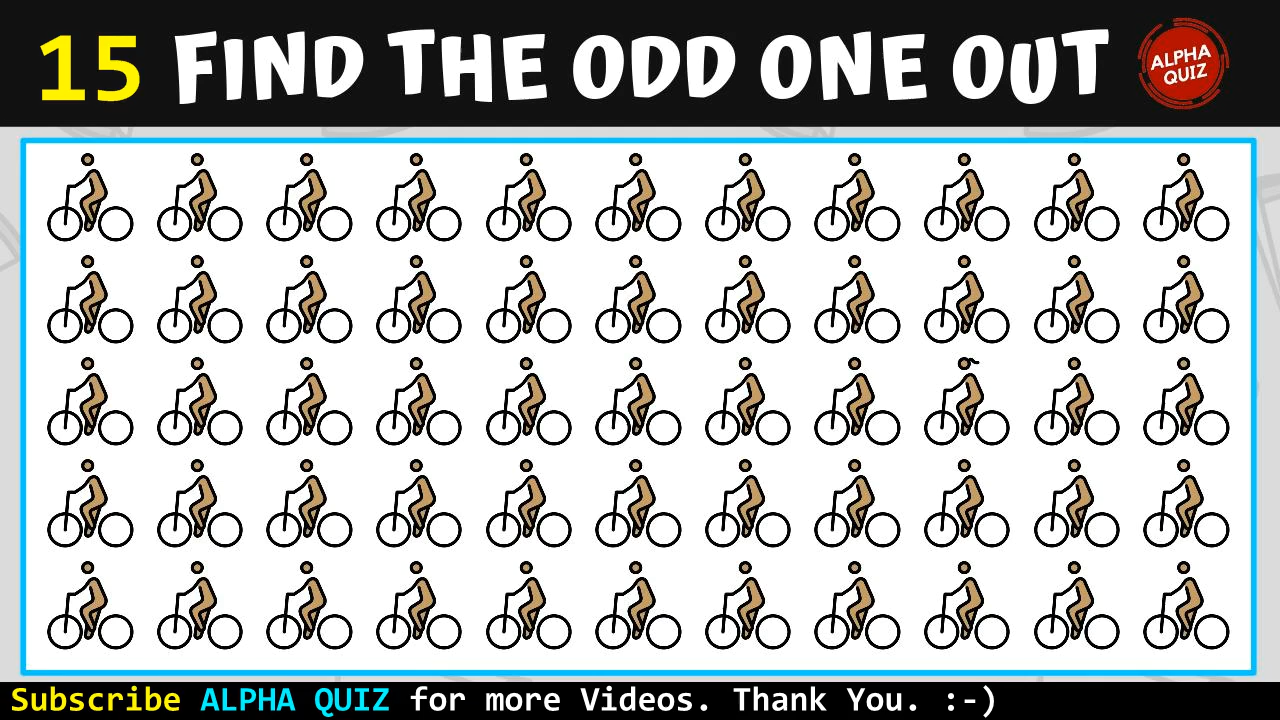 15 FIND THE ODD ONE OUT
ALPHA
QUIZ
Subscribe ALPHA QUIZ for more Videos. Thank You. :-)